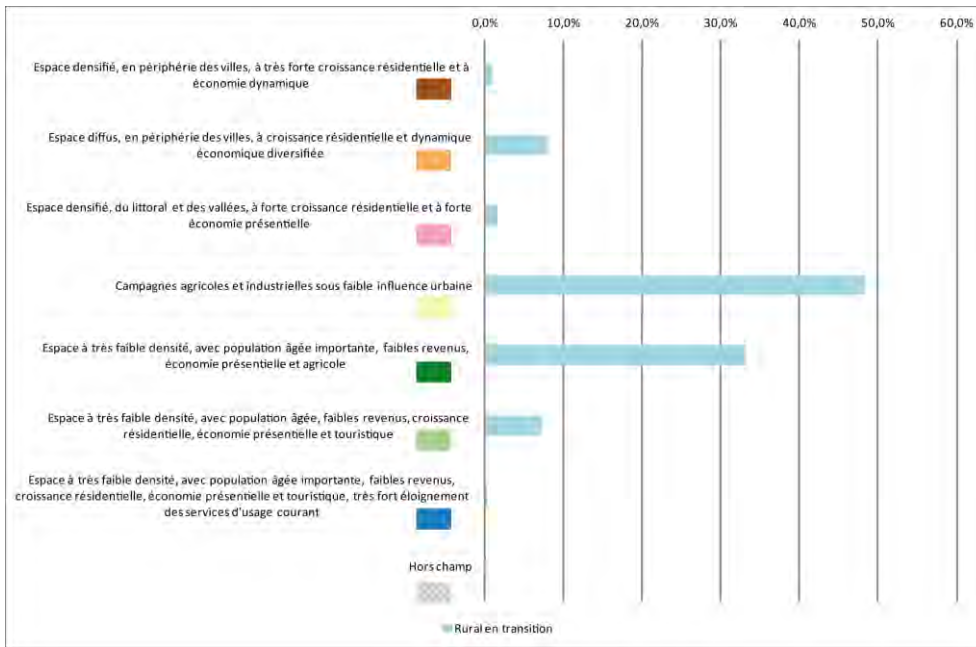 0,0% 10,0% 20,0% 30,0% 40,0% 50,0% 60,0%
Espace densifié, en périphérie des villes, à très forte croissance résidentielle et à
économie dynamique
Espace diffus, en périphérie des villes, à croissance résidentielle et dynamique
économique diversifiée
Espace densifié, du littoral et des vallées, à forte croissance résidentielle et à forte
économie présentielle
Campagnes agricoles et industrielles sous faible influence urbaine
Espace à très faible densité, avec population âgée importante, faibles revenus,
économie présentielle et agricole
Espace à très faible densité, avec population âgée, faibles revenus, croissance
résidentielle, économie présentielle et touristique
Espace à très faible densité, avec population âgée importante, faibles revenus,
croissance résidentielle, économie présentielle et touristique, très fort éloignement
des services d'usage courant
Hors champ
Rural en transition